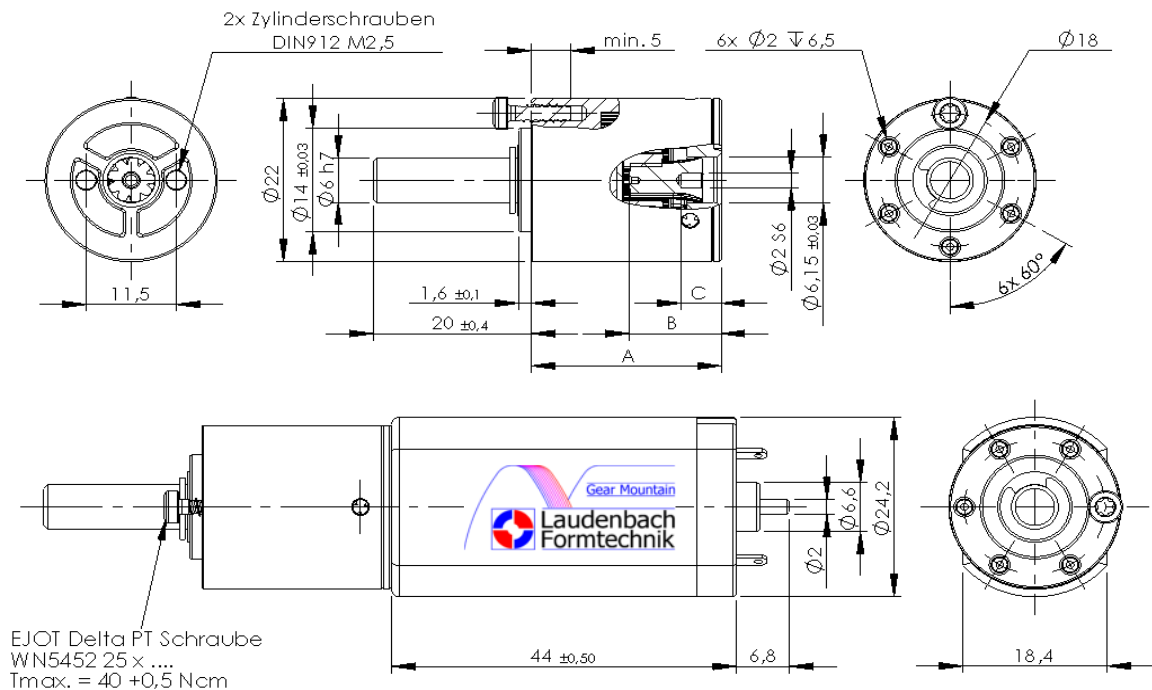 2x Zylinderschrauben
DIN912 M2,5
min. 5
6x Ø2 ↧6,5
Ø18
Ø22
Ø14 ±0,03
Ø6 h7
11,5
1,6 ±0,1
20 ±0,4
A
B
C
Ø2 S6
Ø6,15 ±0,03
6x 60°
Gear Mountain
Laudenbach
Formtechnik
Ø6,6
Ø24,2
Ø2
EJOT Delta PT Schraube
WN5452 25 x ....
Tmax. = 40 +0,5 Ncm
44 ±0,50
6,8
18,4